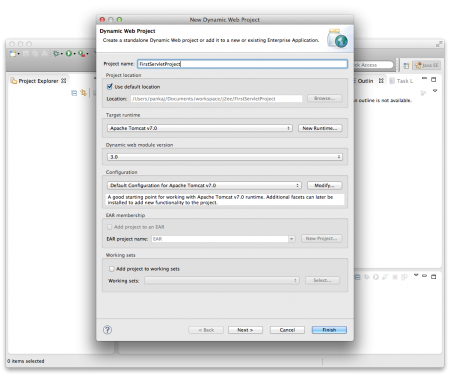 New Dynamic Web Project
Dynamic Web Project
Create a standalone Dynamic Web project or add it to a new or existing Enterprise Application.
Project name: FirstServletProject
Project location
Use default location
Location: /Users/pankaj/Documents/workspace/j2ee/FirstServletProject Browse...
Target runtime
Apache Tomcat v7.0 New Runtime...
Dynamic web module version
3.0
Configuration
Default Configuration for Apache Tomcat v7.0 Modify...
A good starting point for working with Apache Tomcat v7.0 runtime. Additional facets can later be
installed to add new functionality to the project.
EAR membership
Add project to an EAR
EAR project name: EAR New Project...
Working sets
Add project to working sets
Working sets: Select...
? < Back Next > Cancel Finish
Project Explorer
Access
Java EE
Outlin Task L
outline is not available.
0 items selected